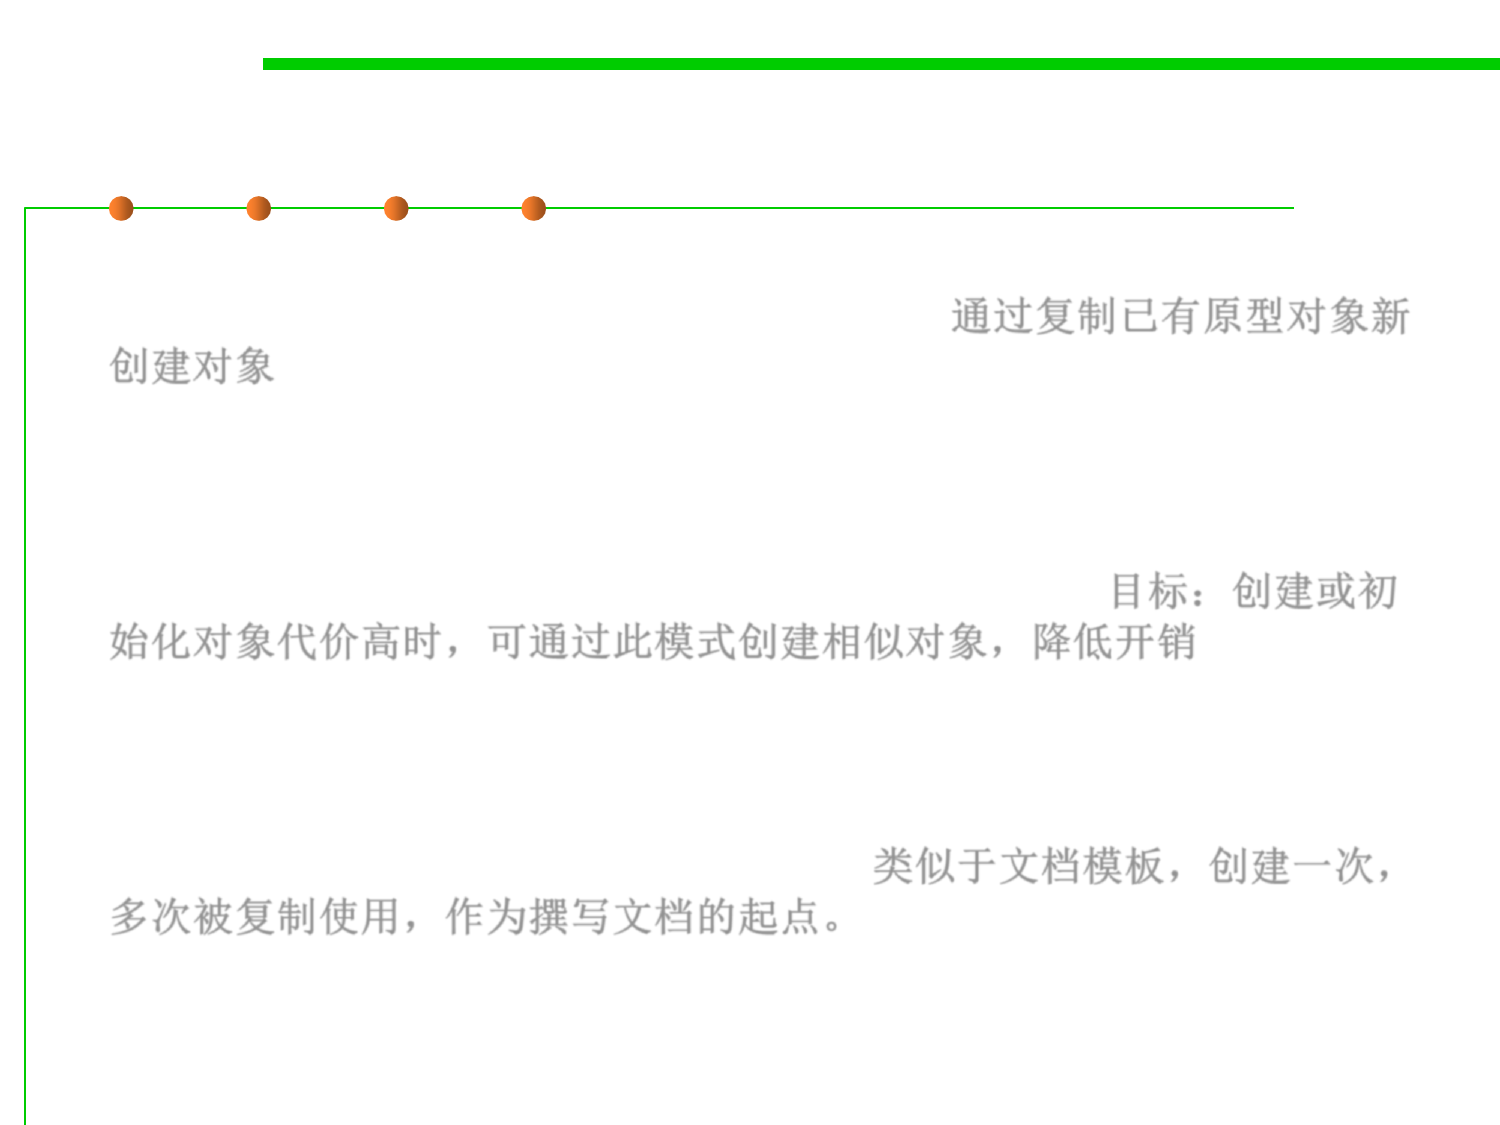 通过复制已有原型对象新
创建对象
目标：创建或初
始化对象代价高时，可通过此模式创建相似对象，降低开销
类似于文档模板，创建一次，
多次被复制使用，作为撰写文档的起点。